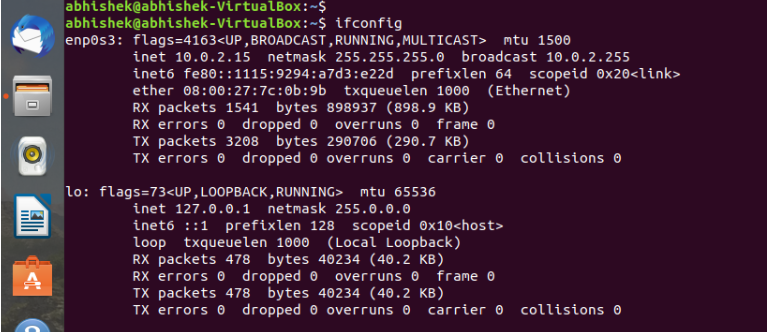 abhishek@abhishek-VirtualBox:~$
abhishek@abhishek-VirtualBox:~$ ifconfig
enp0s3: flags=4163<UP,BROADCAST,RUNNING,MULTICAST>  mtu 1500
        inet 10.0.2.15  netmask 255.255.255.0  broadcast 10.0.2.255
        inet6 fe80::1115:9294:a7d3:e22d  prefixlen 64  scopeid 0x20<link>
        ether 08:00:27:7c:0b:9b  txqueuelen 1000  (Ethernet)
        RX packets 1541  bytes 898937 (898.9 KB)
        RX errors 0  dropped 0  overruns 0  frame 0
        TX packets 3208  bytes 290706 (290.7 KB)
        TX errors 0  dropped 0 overruns 0  carrier 0  collisions 0
lo: flags=73<UP,LOOPBACK,RUNNING>  mtu 65536
        inet 127.0.0.1  netmask 255.0.0.0
        inet6 ::1  prefixlen 128  scopeid 0x10<host>
        loop  txqueuelen 1000  (Local Loopback)
        RX packets 478  bytes 40234 (40.2 KB)
        RX errors 0  dropped 0  overruns 0  frame 0
        TX packets 478  bytes 40234 (40.2 KB)
        TX errors 0  dropped 0 overruns 0  carrier 0  collisions 0